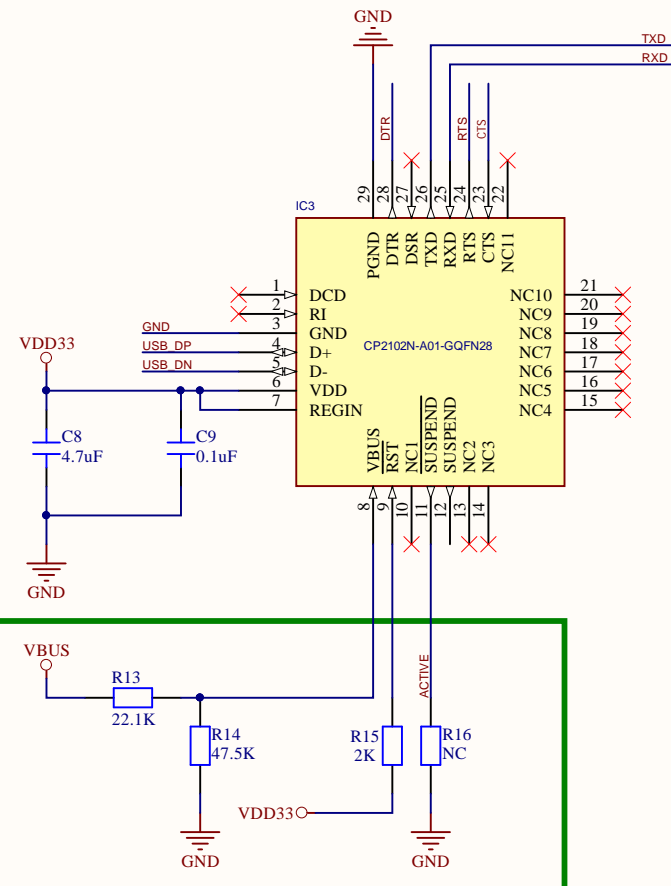 GND
TXD
RXD
DTR
RTS
CTS
29
28
27
26
25
24
23
22
IC3
PGND
DTR
DSR
TXD
RXD
RTS
CTS
NC11
1 DCD
2 RI
GND 3 GND
USB_DP 4 D+
USB_DN 5 D-
6 VDD
7 REGIN
CP2102N-A01-GQFN28
NC10 21
NC9 20
NC8 19
NC7 18
NC6 17
NC5 16
NC4 15
VDD33
C8
4.7uF
C9
0.1uF
GND
VBUS
RST
NC1
SUSPEND
SUSPEND
NC2
NC3
8
9
10
11
12
13
14
VBUS
R13
22.1K
R14
47.5K
GND
ACTIVE
R15
2K
R16
NC
VDD33
GND